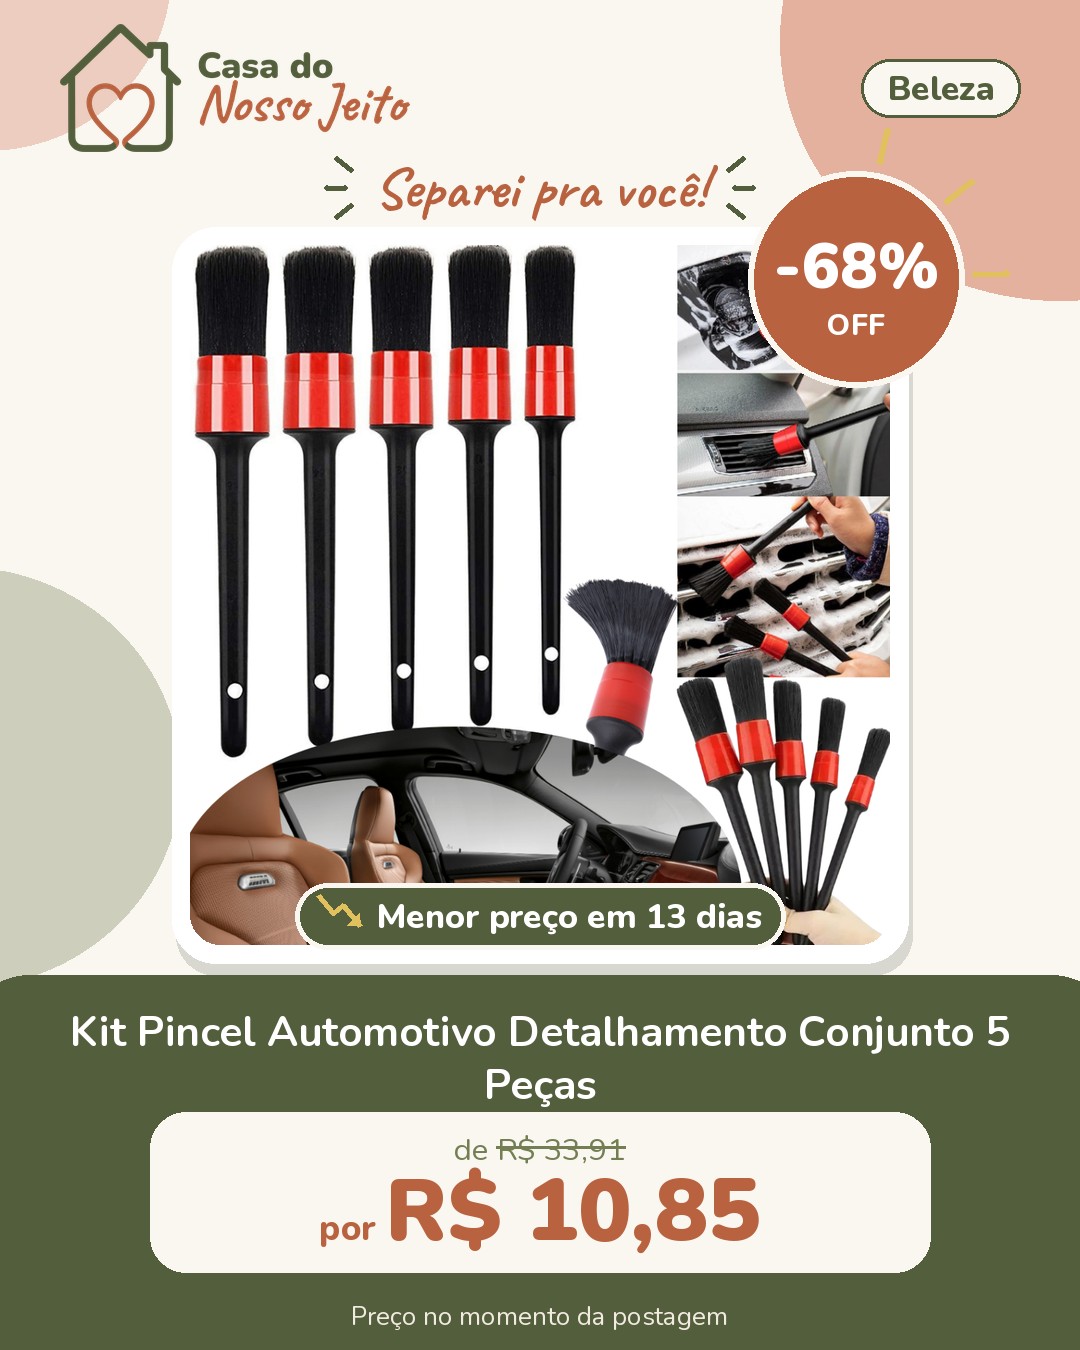 Casa do
Nosso Jeito
Beleza
Separei pra você!
-68%
OFF
Menor preço em 13 dias
Kit Pincel Automotivo Detalhamento Conjunto 5
Peças
de R$ 33,91
por R$ 10,85
Preço no momento da postagem